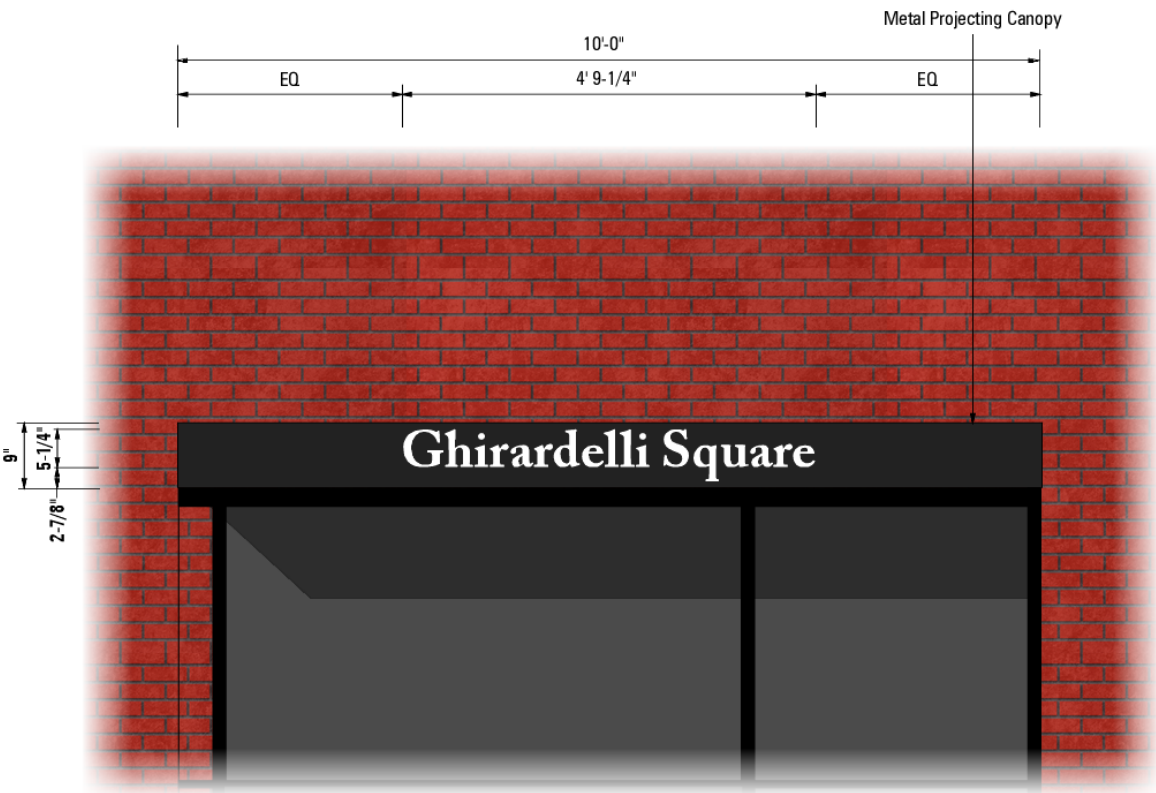 Metal Projecting Canopy
10'-0"
EQ 4' 9-1/4" EQ
Ghirardelli Square
9"
5-1/4"
2-7/8"